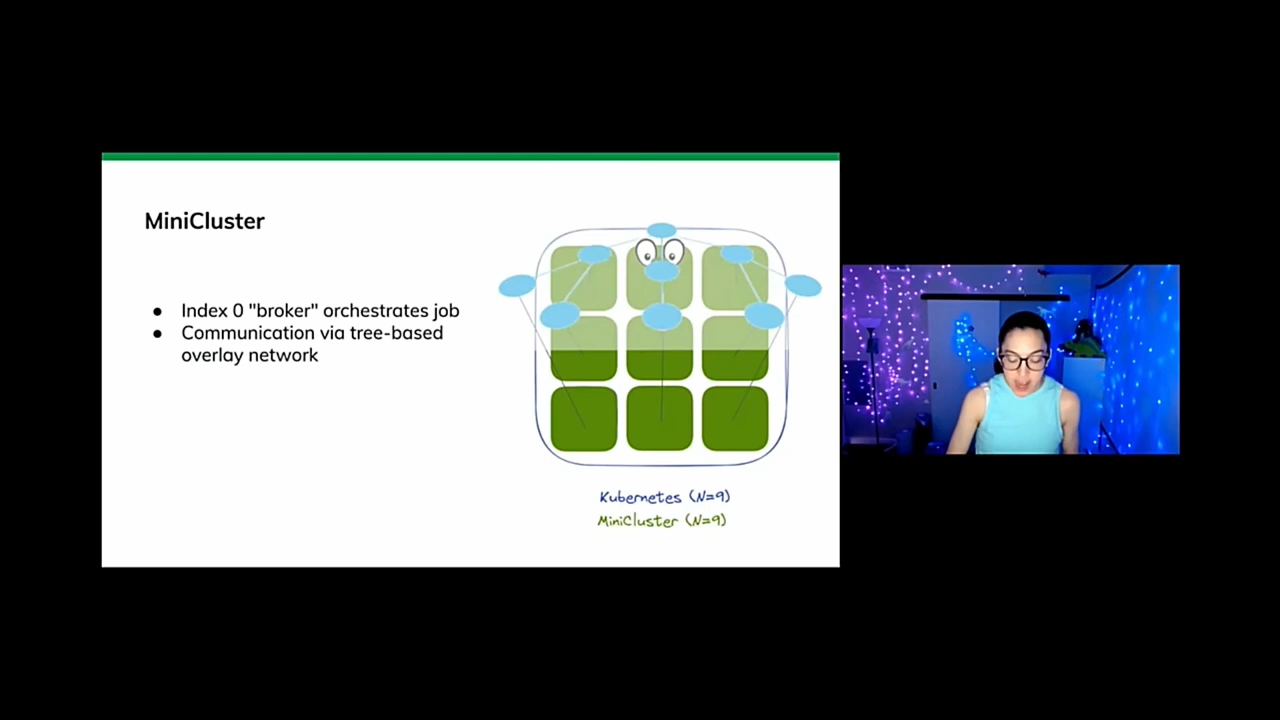 MiniCluster
● Index 0 "broker" orchestrates job
● Communication via tree-based
overlay network
Kubernetes (N=9)
MiniCluster (N=9)